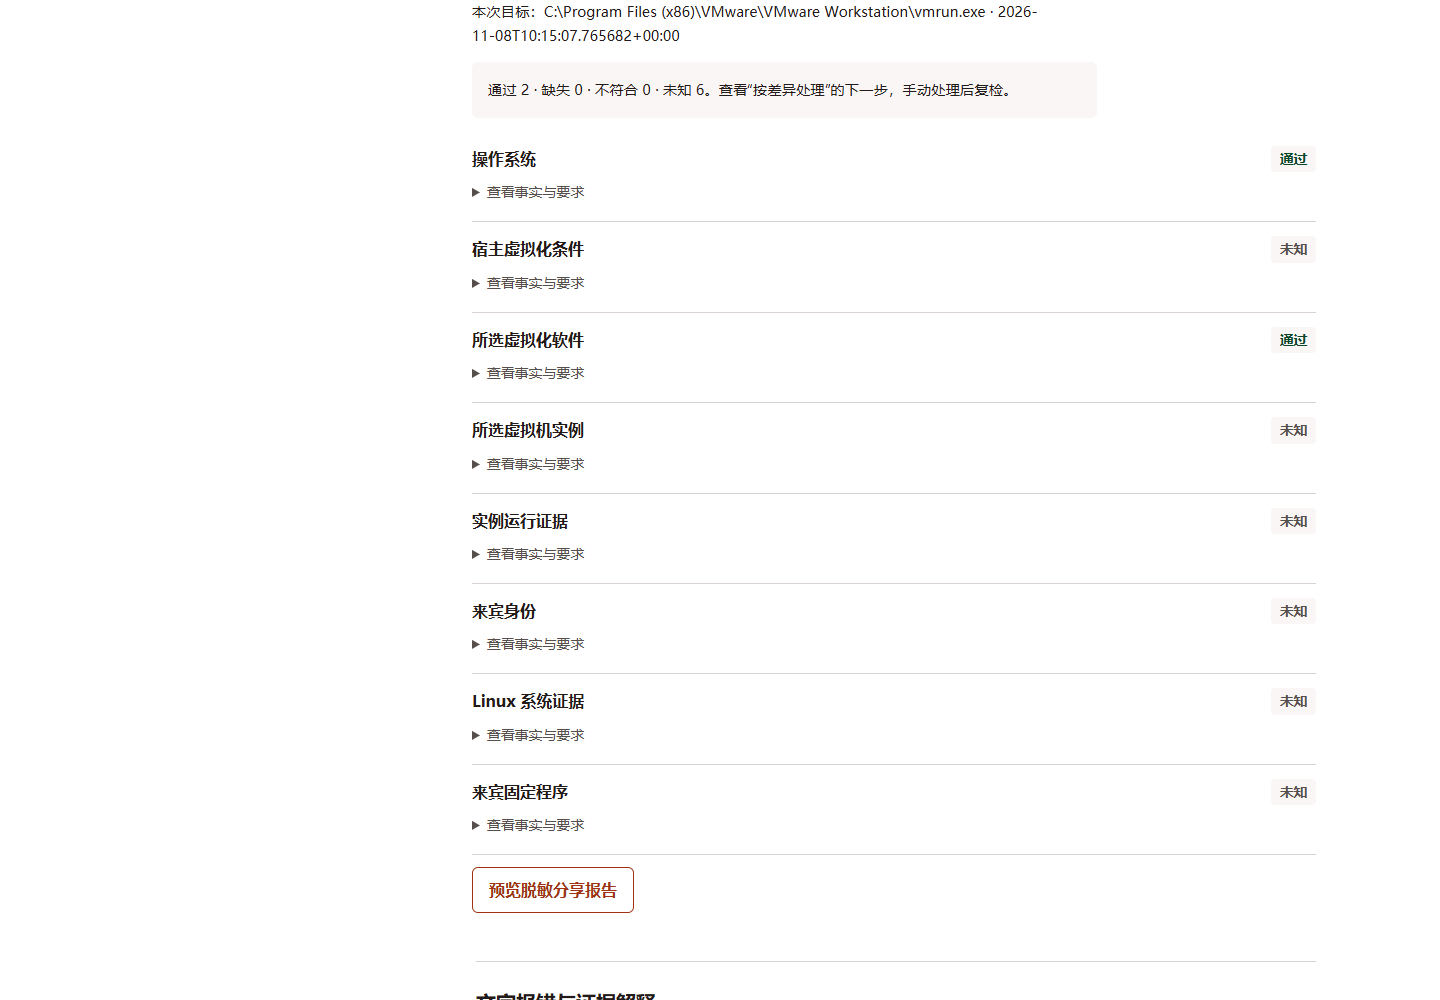 本次目标：C:\Program Files (x86)\VMware\VMware Workstation\vmrun.exe · 2026-
11-08T10:15:07.765682+00:00
通过 2 · 缺失 0 · 不符合 0 · 未知 6。查看“按差异处理”的下一步，手动处理后复检。
操作系统
通过
▶ 查看事实与要求
宿主虚拟化条件
未知
▶ 查看事实与要求
所选虚拟化软件
通过
▶ 查看事实与要求
所选虚拟机实例
未知
▶ 查看事实与要求
实例运行证据
未知
▶ 查看事实与要求
来宾身份
未知
▶ 查看事实与要求
Linux 系统证据
未知
▶ 查看事实与要求
来宾固定程序
未知
▶ 查看事实与要求
预览脱敏分享报告